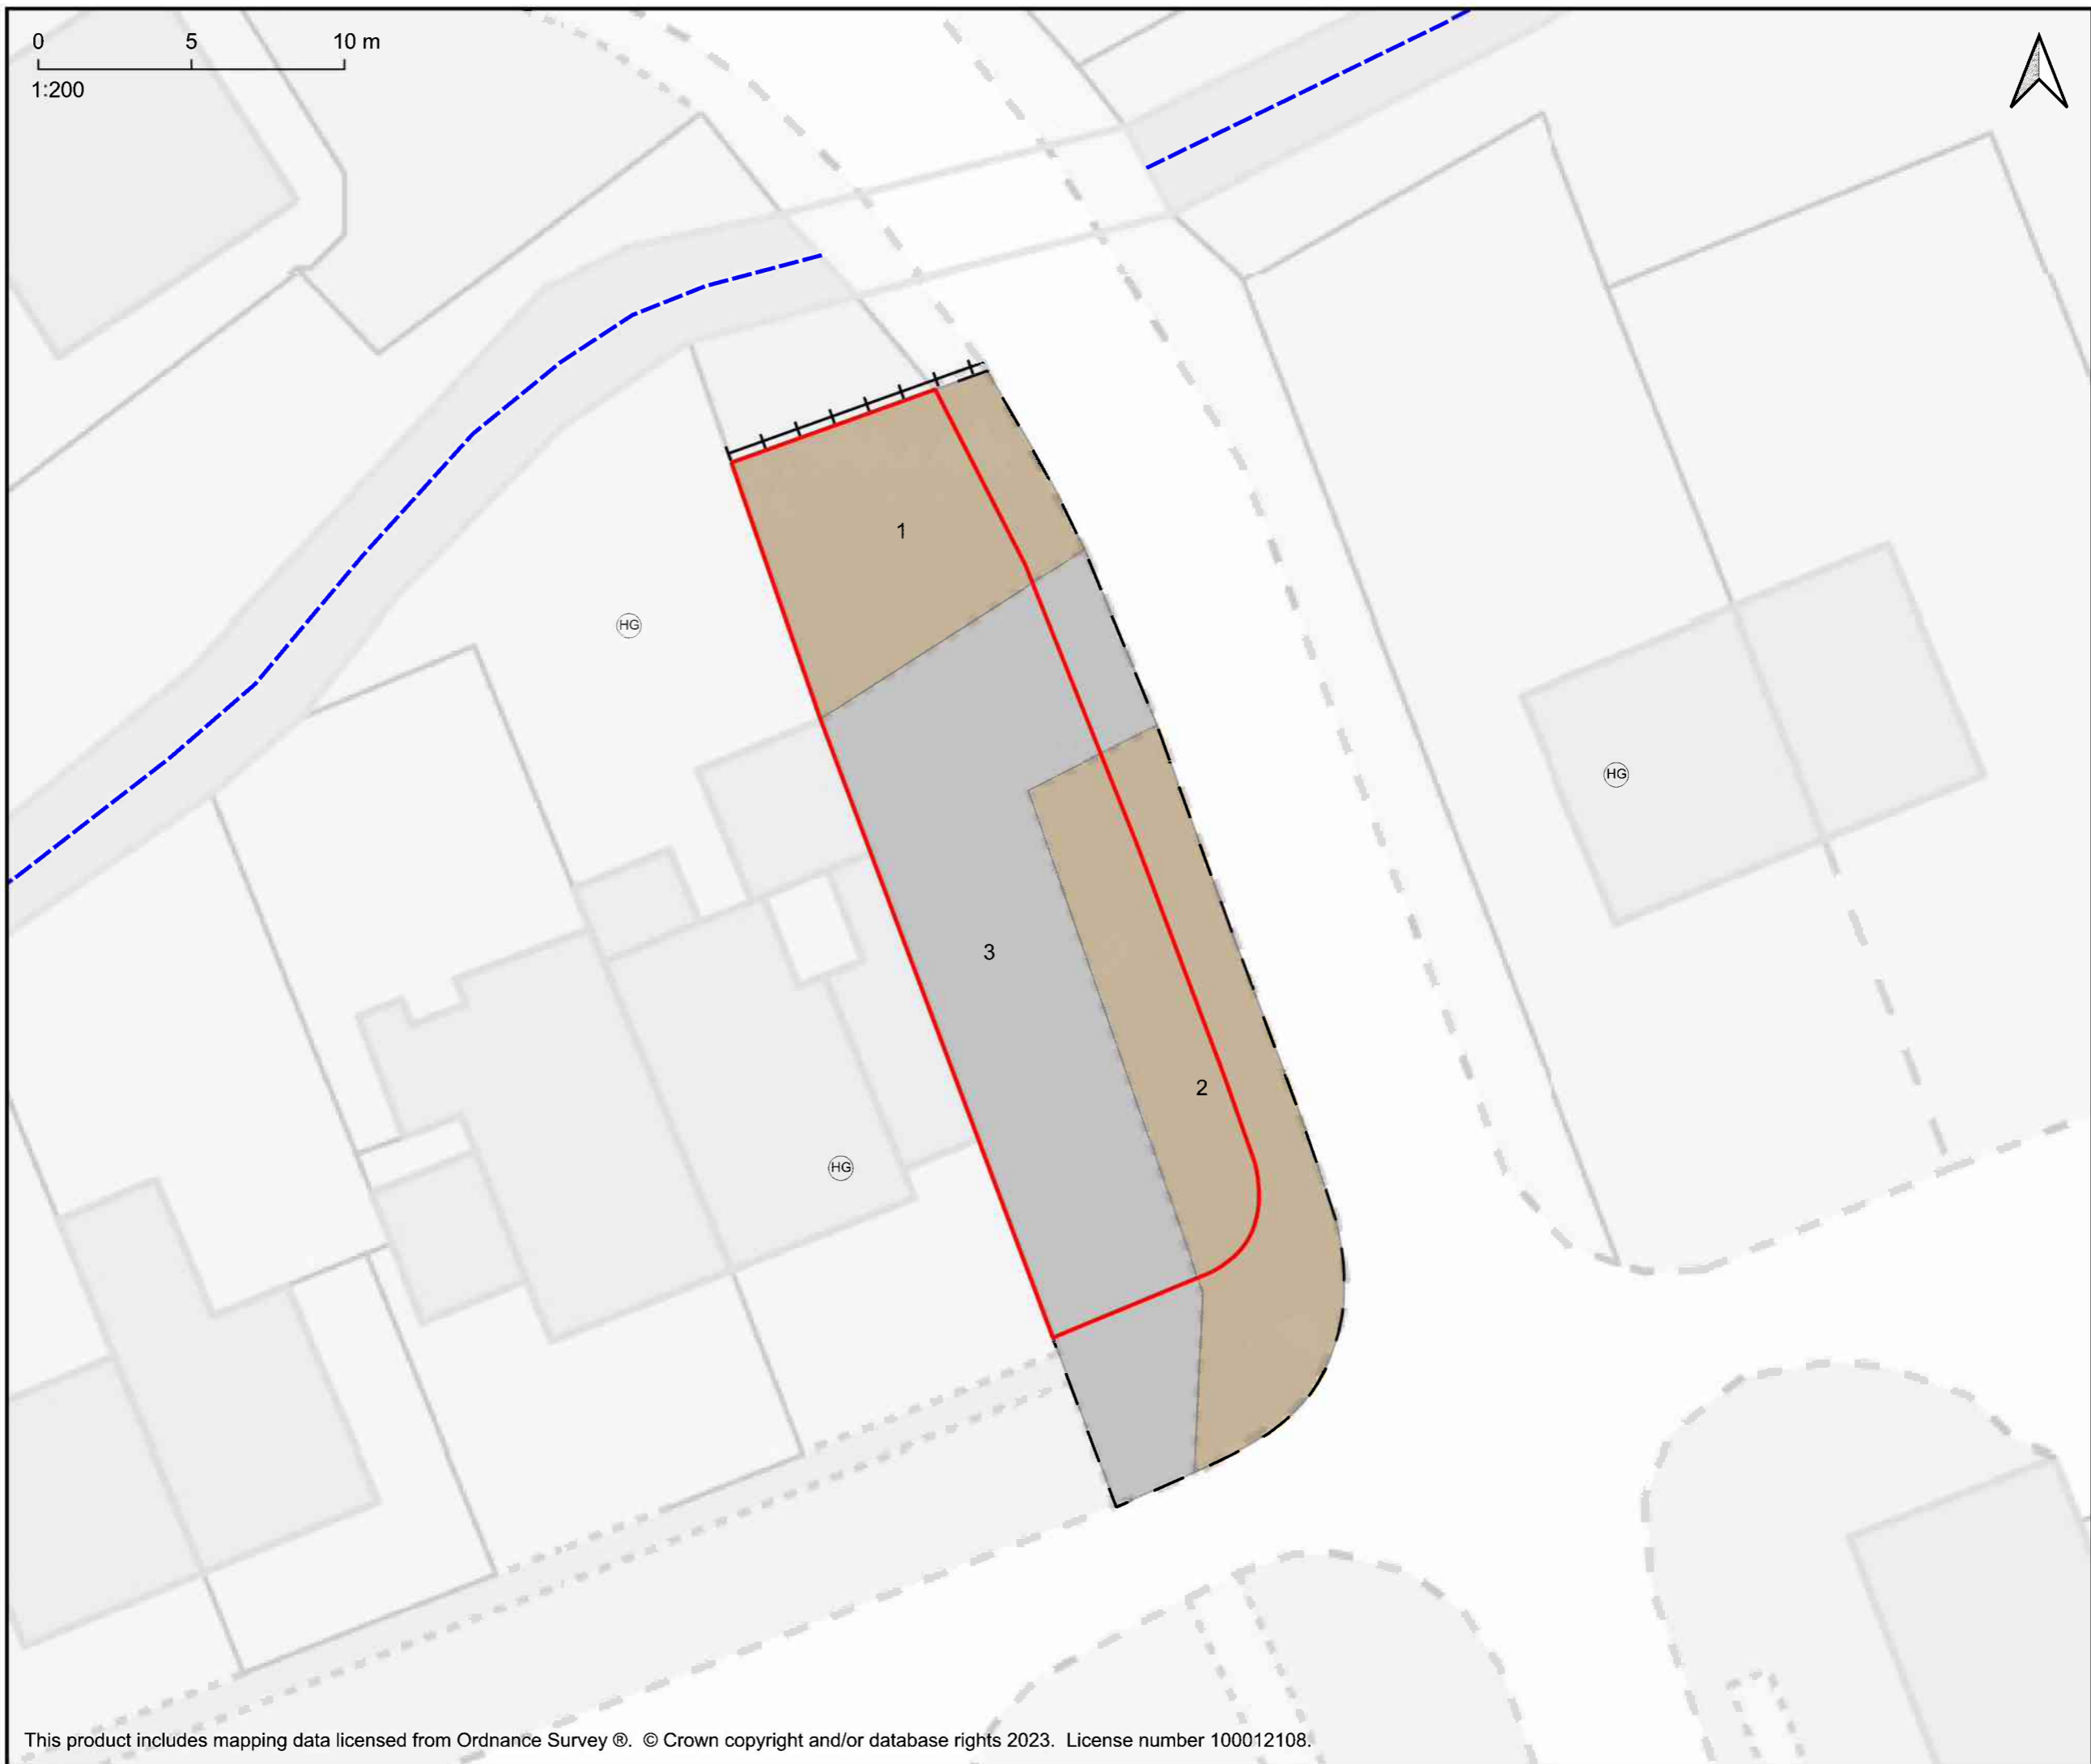 0 5 10 m
1:200
1
HG
HG
3
2
HG
This product includes mapping data licensed from Ordnance Survey ®. © Crown copyright and/or database rights 2023. License number 100012108.